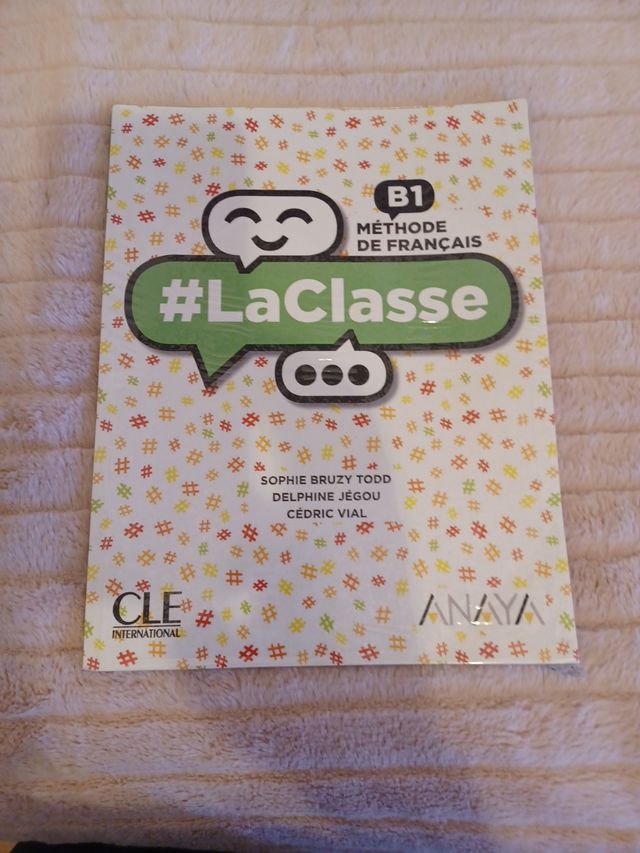 B1
MÉTHODE
DE FRANÇAIS
#LaClasse
SOPHIE BRUZY TODD
DELPHINE JÉGOU
CÉDRIC VIAL
CLE
INTERNATIONAL
ANAYA